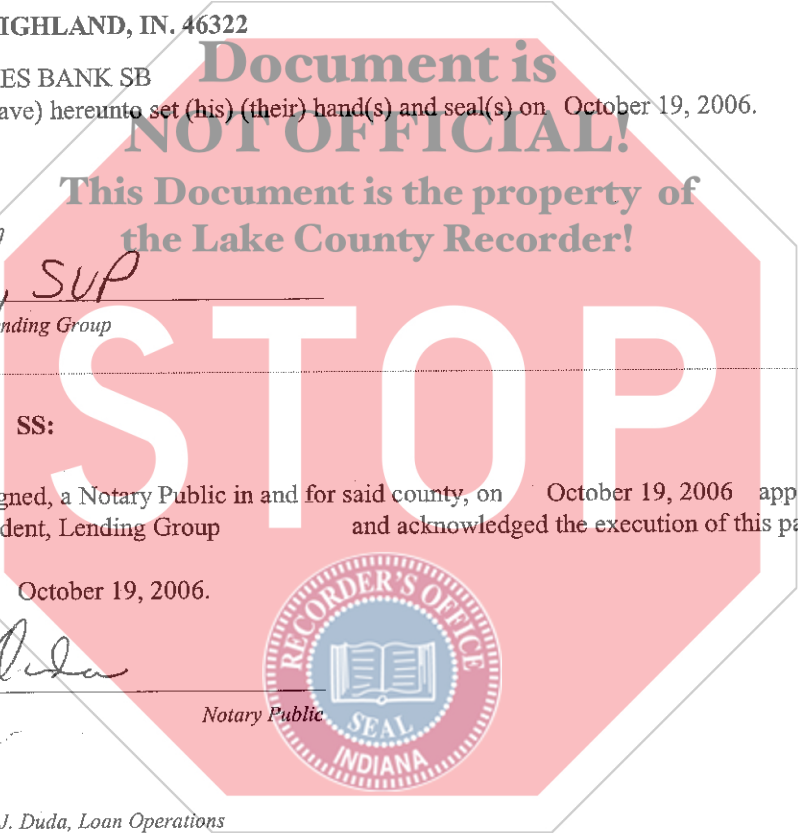 IGHLAND, IN. 46322
Document is
ES BANK SB
ave) hereunto set (his) (their) hand(s) and seal(s) on October 19, 2006.
NOT OFFICIAL!
This Document is the property of
the Lake County Recorder!
SVP
nding Group
STOP
SS:
gned, a Notary Public in and for said county, on October 19, 2006 app
dent, Lending Group and acknowledged the execution of this pa
October 19, 2006.
RECORDER'S OFFICE
Duda
Notary Public
SEAL
INDIANA
J. Duda, Loan Operations